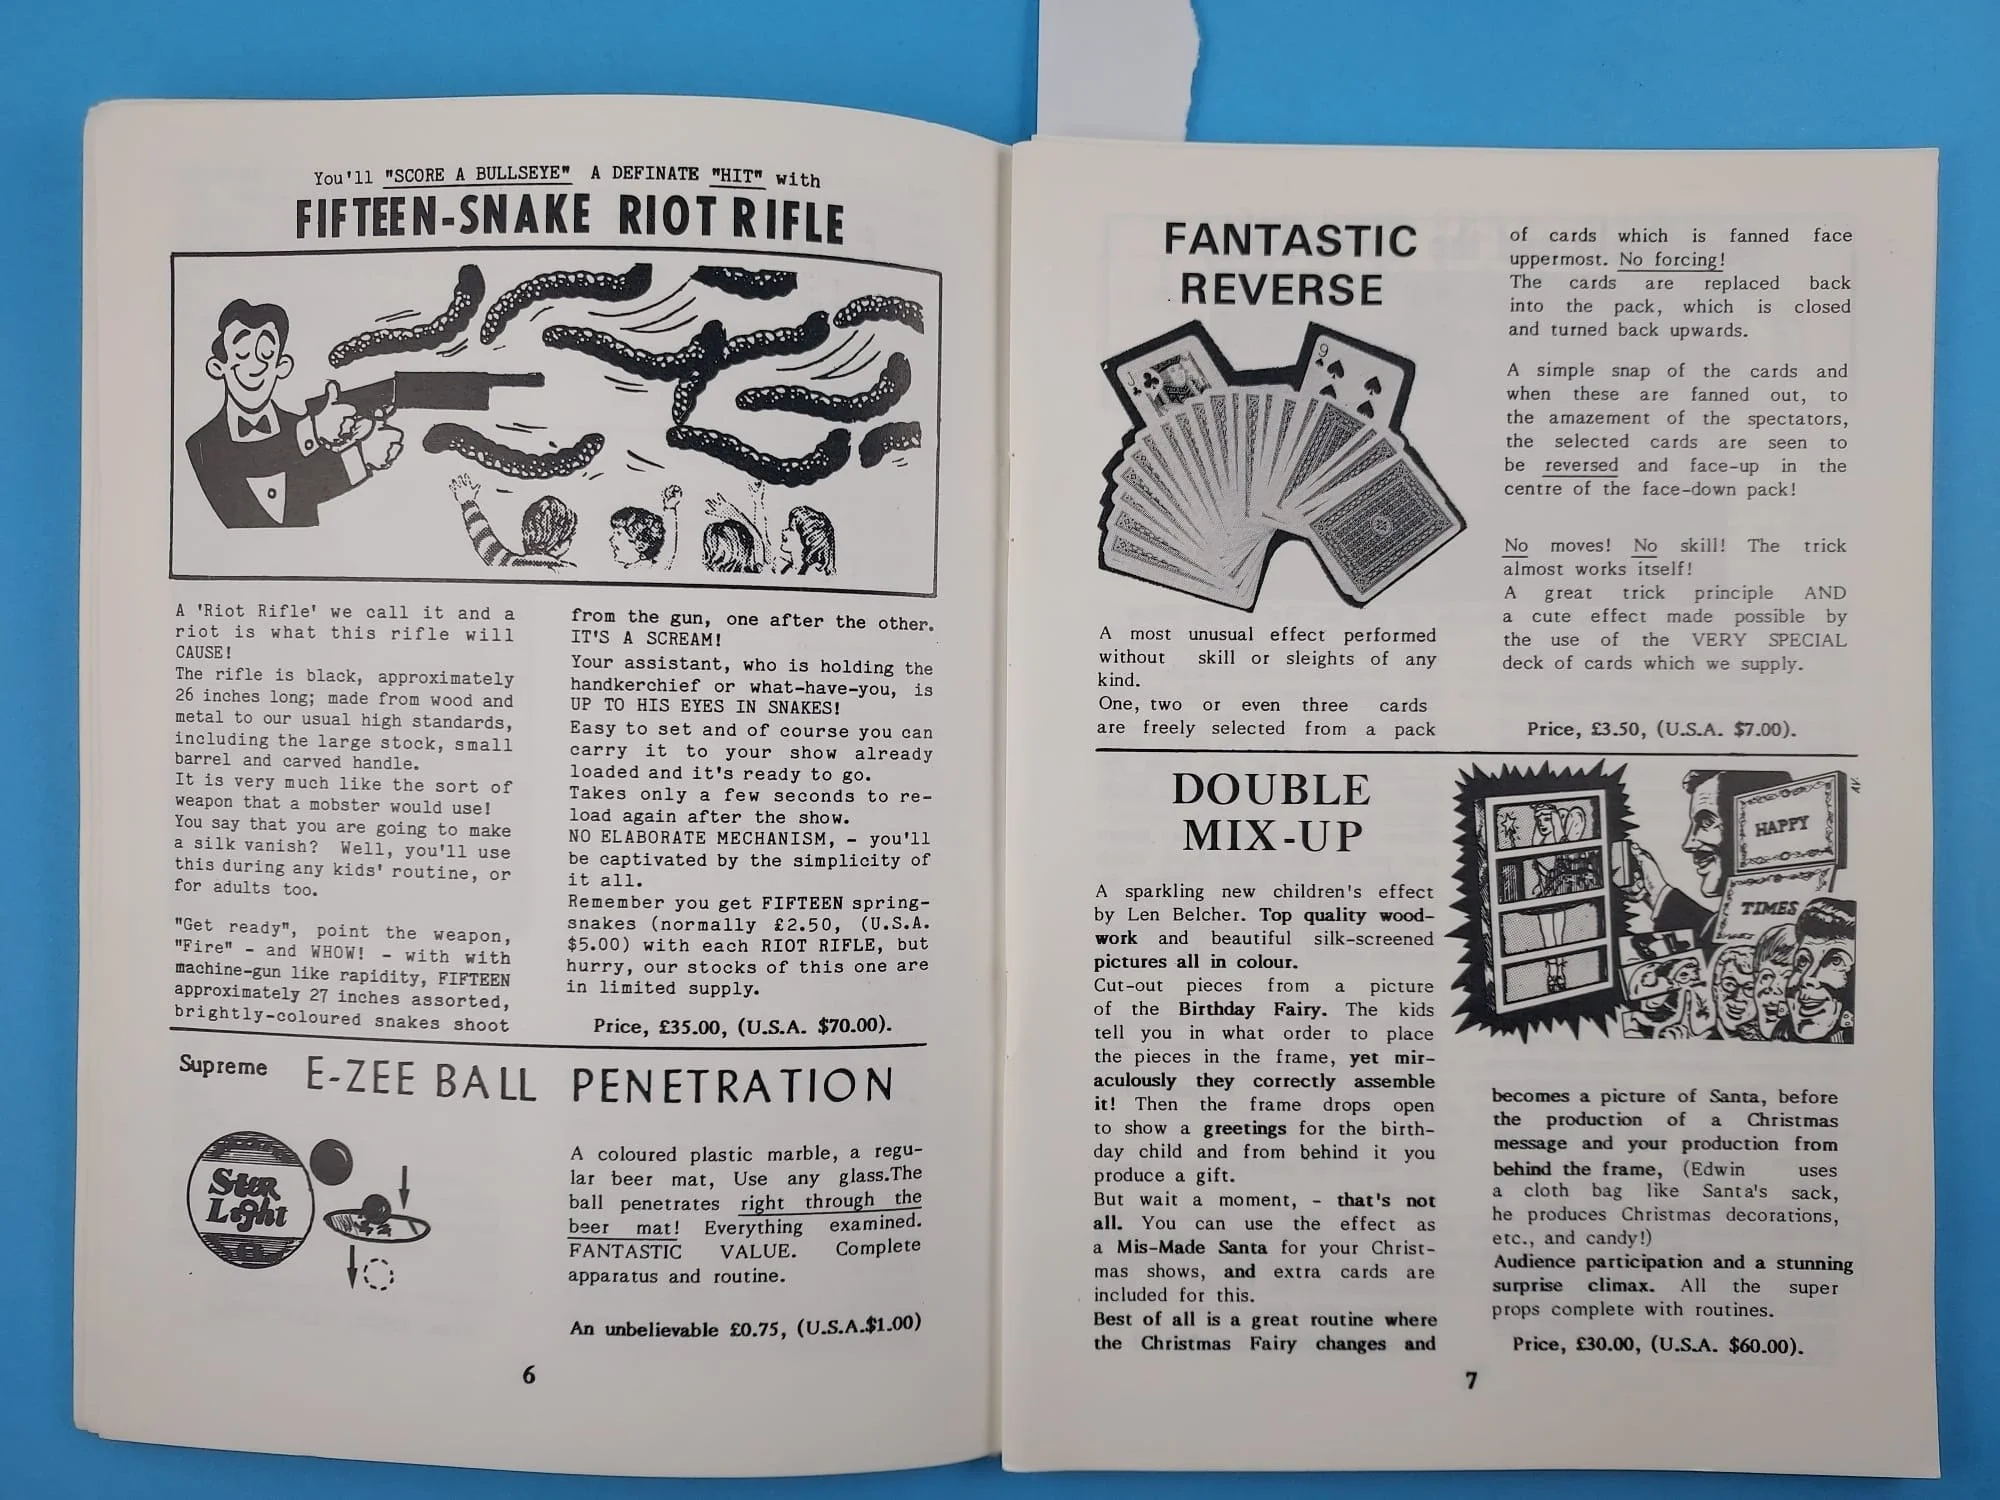 You'll "SCORE A BULLSEYE" A DEFINATE "HIT" with
FIFTEEN-SNAKE RIOT RIFLE
A 'Riot Rifle' we call it and a
riot is what this rifle will
CAUSE!
The rifle is black, approximately
26 inches long; made from wood and
metal to our usual high standards,
including the large stock, small
barrel and carved handle.
It is very much like the sort of
weapon that a mobster would use!
You say that you are going to make
a silk vanish? Well, you'll use
this during any kids' routine, or
for adults too.
"Get ready", point the weapon,
"Fire" - and WHOW! - with with
machine-gun like rapidity, FIFTEEN
approximately 27 inches assorted,
brightly-coloured snakes shoot
from the gun, one after the other.
IT'S A SCREAM!
Your assistant, who is holding the
handkerchief or what-have-you, is
UP TO HIS EYES IN SNAKES!
Easy to set and of course you can
carry it to your show already
loaded and it's ready to go.
Takes only a few seconds to re-
load again after the show.
NO ELABORATE MECHANISM, - you'll
be captivated by the simplicity of
it all.
Remember you get FIFTEEN spring-
snakes (normally £2.50, (U.S.A.
$5.00) with each RIOT RIFLE, but
hurry, our stocks of this one are
in limited supply.
Price, £35.00, (U.S.A. $70.00).
Supreme E-ZEE BALL PENETRATION
Star
Light
A coloured plastic marble, a regu-
lar beer mat, Use any glass.The
ball penetrates right through the
beer mat! Everything examined.
FANTASTIC VALUE. Complete
apparatus and routine.
An unbelievable £0.75, (U.S.A.$1.00)
6
FANTASTIC
REVERSE
J
9
A most unusual effect performed
without skill or sleights of any
kind.
One, two or even three cards
are freely selected from a pack
of cards which is fanned face
uppermost. No forcing!
The cards are replaced back
into the pack, which is closed
and turned back upwards.
A simple snap of the cards and
when these are fanned out, to
the amazement of the spectators,
the selected cards are seen to
be reversed and face-up in the
centre of the face-down pack!
No moves! No skill! The trick
almost works itself!
A great trick principle AND
a cute effect made possible by
the use of the VERY SPECIAL
deck of cards which we supply.
Price, £3.50, (U.S.A. $7.00).
DOUBLE
MIX-UP
HAPPY
TIMES
A sparkling new children's effect
by Len Belcher. Top quality wood-
work and beautiful silk-screened
pictures all in colour.
Cut-out pieces from a picture
of the Birthday Fairy. The kids
tell you in what order to place
the pieces in the frame, yet mir-
aculously they correctly assemble
it! Then the frame drops open
to show a greetings for the birth-
day child and from behind it you
produce a gift.
But wait a moment, - that's not
all. You can use the effect as
a Mis-Made Santa for your Christ-
mas shows, and extra cards are
included for this.
Best of all is a great routine where
the Christmas Fairy changes and
becomes a picture of Santa, before
the production of a Christmas
message and your production from
behind the frame, (Edwin uses
a cloth bag like Santa's sack,
he produces Christmas decorations,
etc., and candy!)
Audience participation and a stunning
surprise climax. All the super
props complete with routines.
Price, £30.00, (U.S.A. $60.00).
7